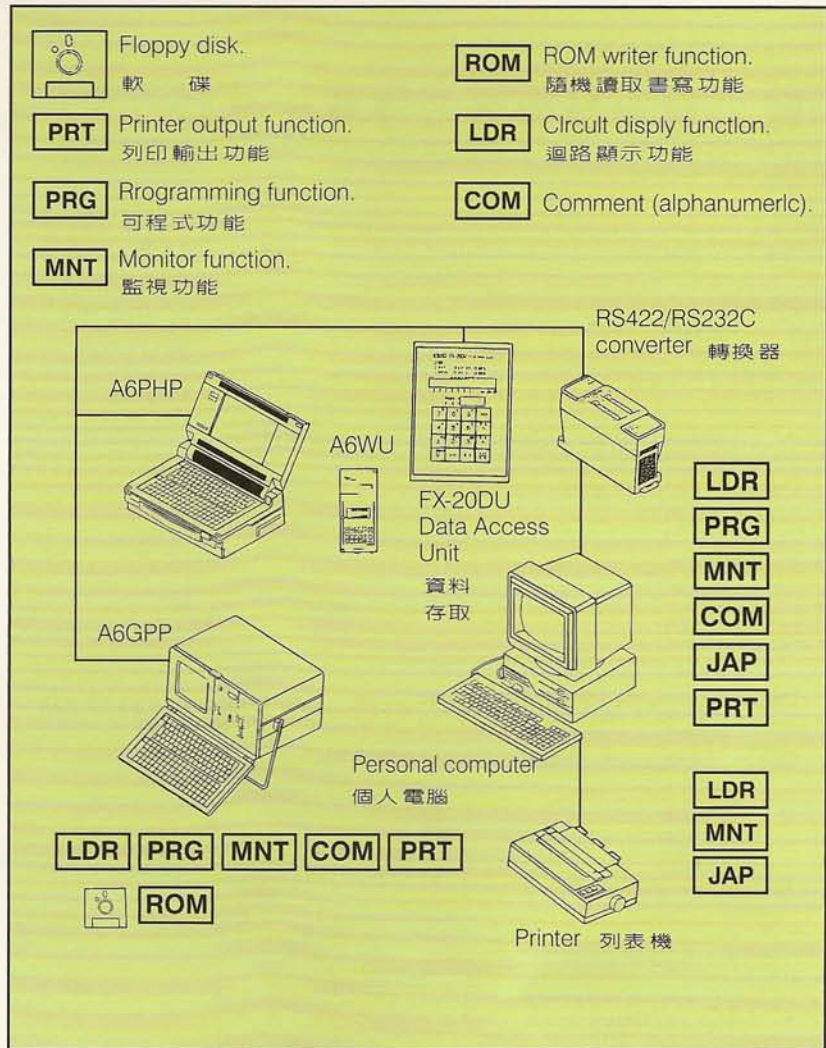 Floppy disk.
軟 碟
PRT Printer output function.
列印輸出功能
PRG Rrogramming function.
可程式功能
MNT Monitor function.
監視功能
ROM ROM writer function.
隨機讀取書寫功能
LDR CIrcult disply functIon.
迴路顯示功能
COM Comment (alphanumerIc).
RS422/RS232C
converter 轉換器
A6PHP
A6WU
FX-20DU
Data Access
Unit
資料
存取
A6GPP
Personal computer
個人電腦
LDR
PRG
MNT
COM
JAP
PRT
LDR
MNT
JAP
LDR PRG MNT COM PRT
ROM
Printer 列表機